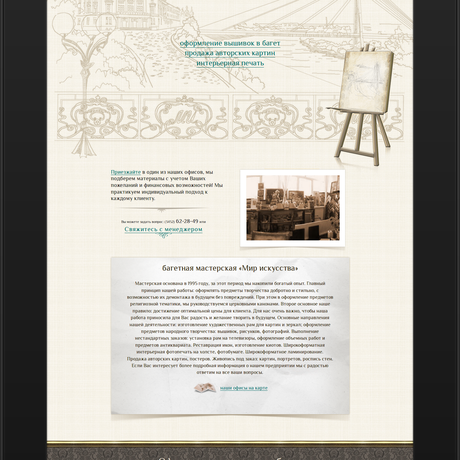 оформление вышивок в багет
продажа авторских картин
интерьерная печать
Приезжайте в один из наших офисов, мы
подберем материалы с учетом Ваших
пожеланий и финансовых возможностей! Мы
практикуем индивидуальный подход к
каждому клиенту.
Вы можете задать вопрос: (3452) 62-28-49 или
Свяжитесь с менеджером
багетная мастерская «Мир искусства»
Мастерская основана в 1995 году, за этот период мы накопили богатый опыт. Главный
принцип нашей работы: оформлять предметы творчества добротно и стильно, с
возможностью их демонтажа в будущем без повреждений. При этом в оформление предметов
религиозной тематики, мы руководствуемся церковными канонами. Второе основное наше
правило: достижение оптимальной цены для клиента. Для нас очень важно, чтобы наша
работа приносила для Вас радость и желание творить в будущем. Основные направления
нашей деятельности: изготовление художественных рам для картин и зеркал, оформление
предметов народного творчества: вышивок, рисунков, фотографий. Выполнение
нестандартных заказов: установка рам на телевизоры, оформление объемных работ и
предметов антиквариата. Реставрация икон, изготовление киотов. Широкоформатная
интерьерная фотопечать на холсте, фотобумаге. Широкоформатное ламинирование.
Продажа авторских картин, постеров. Живопись под заказ: картин, портретов, роспись стен.
Если Вас интересует более подробная информация о нашем предприятии мы с радостью
ответим на все ваши вопросы.
наши офисы на карте